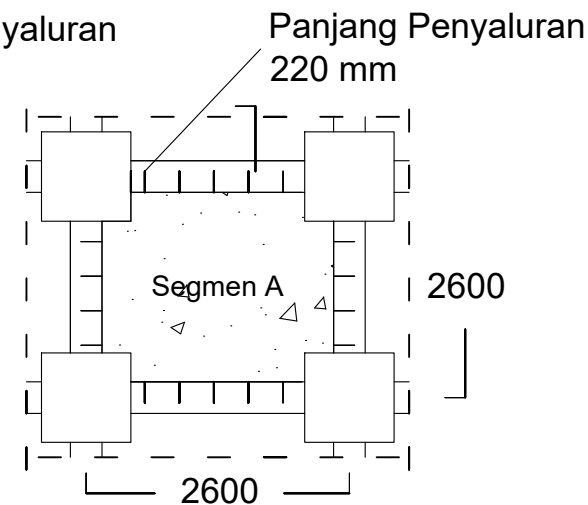 yaluran
Panjang Penyaluran
220 mm
Segmen A
2600
2600